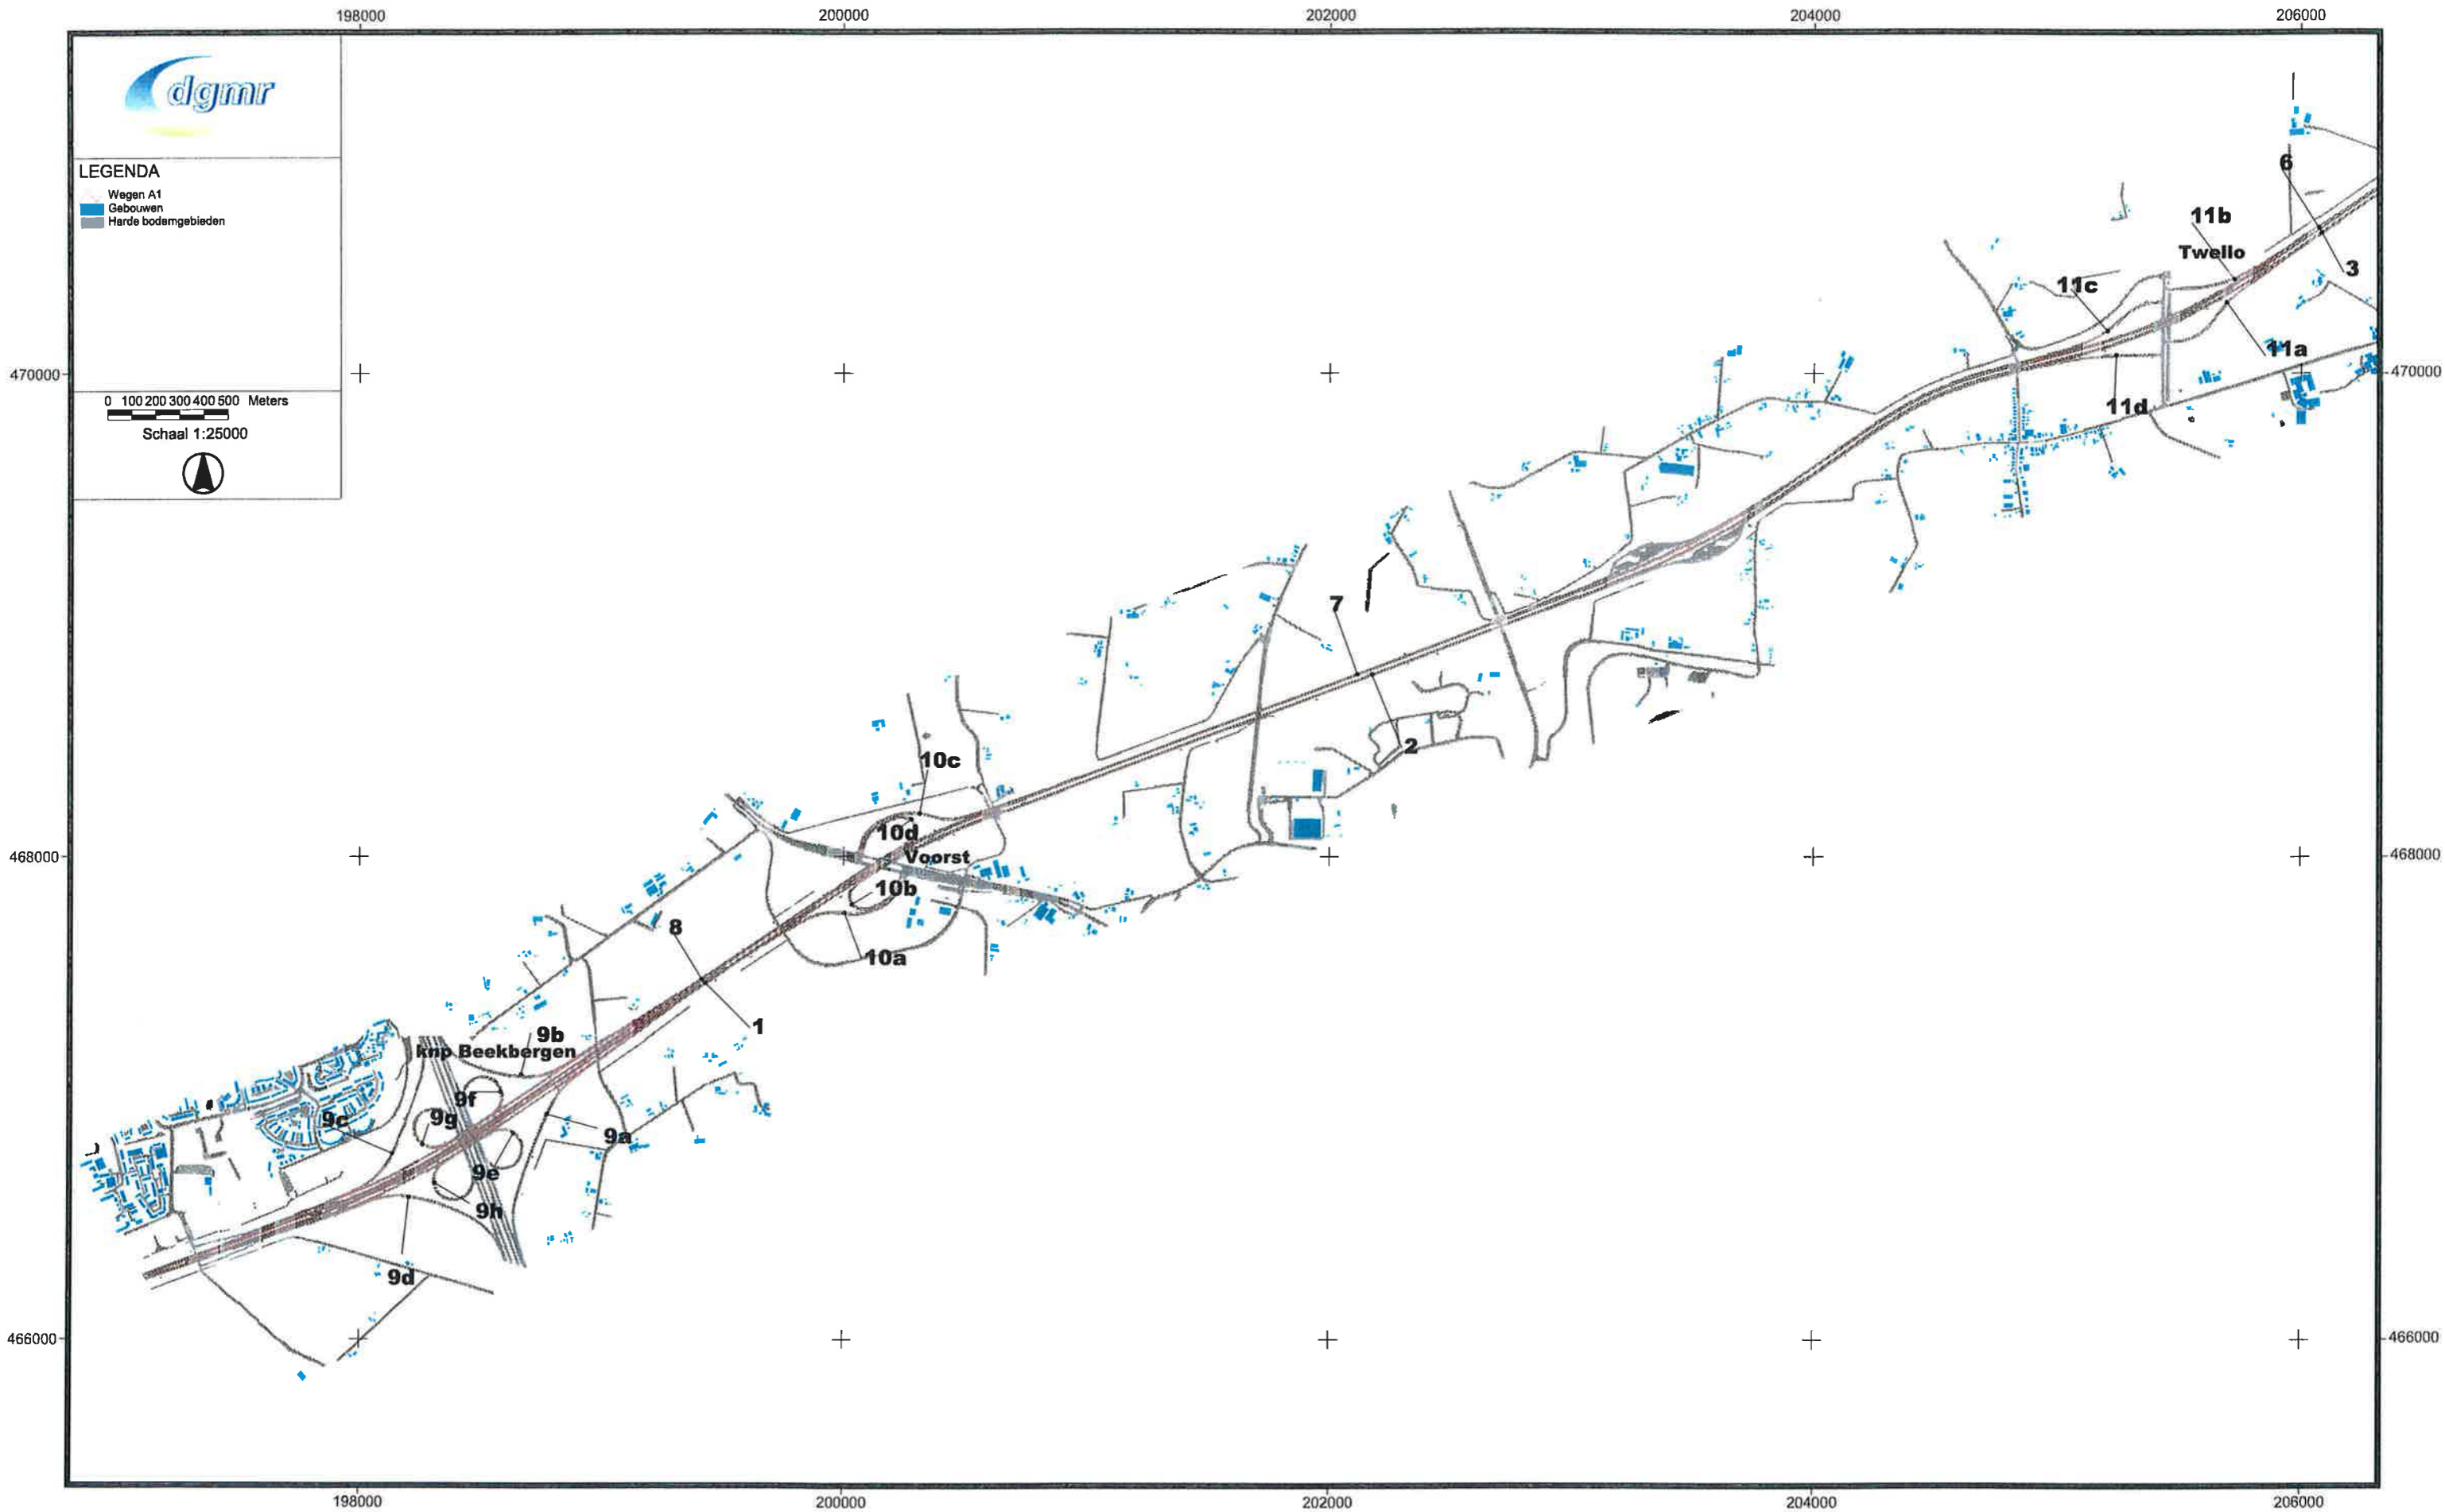 198000 200000 202000 204000 206000
dgmr
LEGENDA
Wegen A1
Gebouwen
Harde bodemgebieden
0 100 200 300 400 500 Meters
Schaal 1:25000
6
11b
Twello
3
11c
11a
470000 470000
11d
7
2
10c
10d
468000 Voorst 468000
10b
8
10a
1
9b
knp Beekbergen
9f
9g
9c
9a
9e
9h
9d
466000 466000
198000 200000 202000 204000 206000